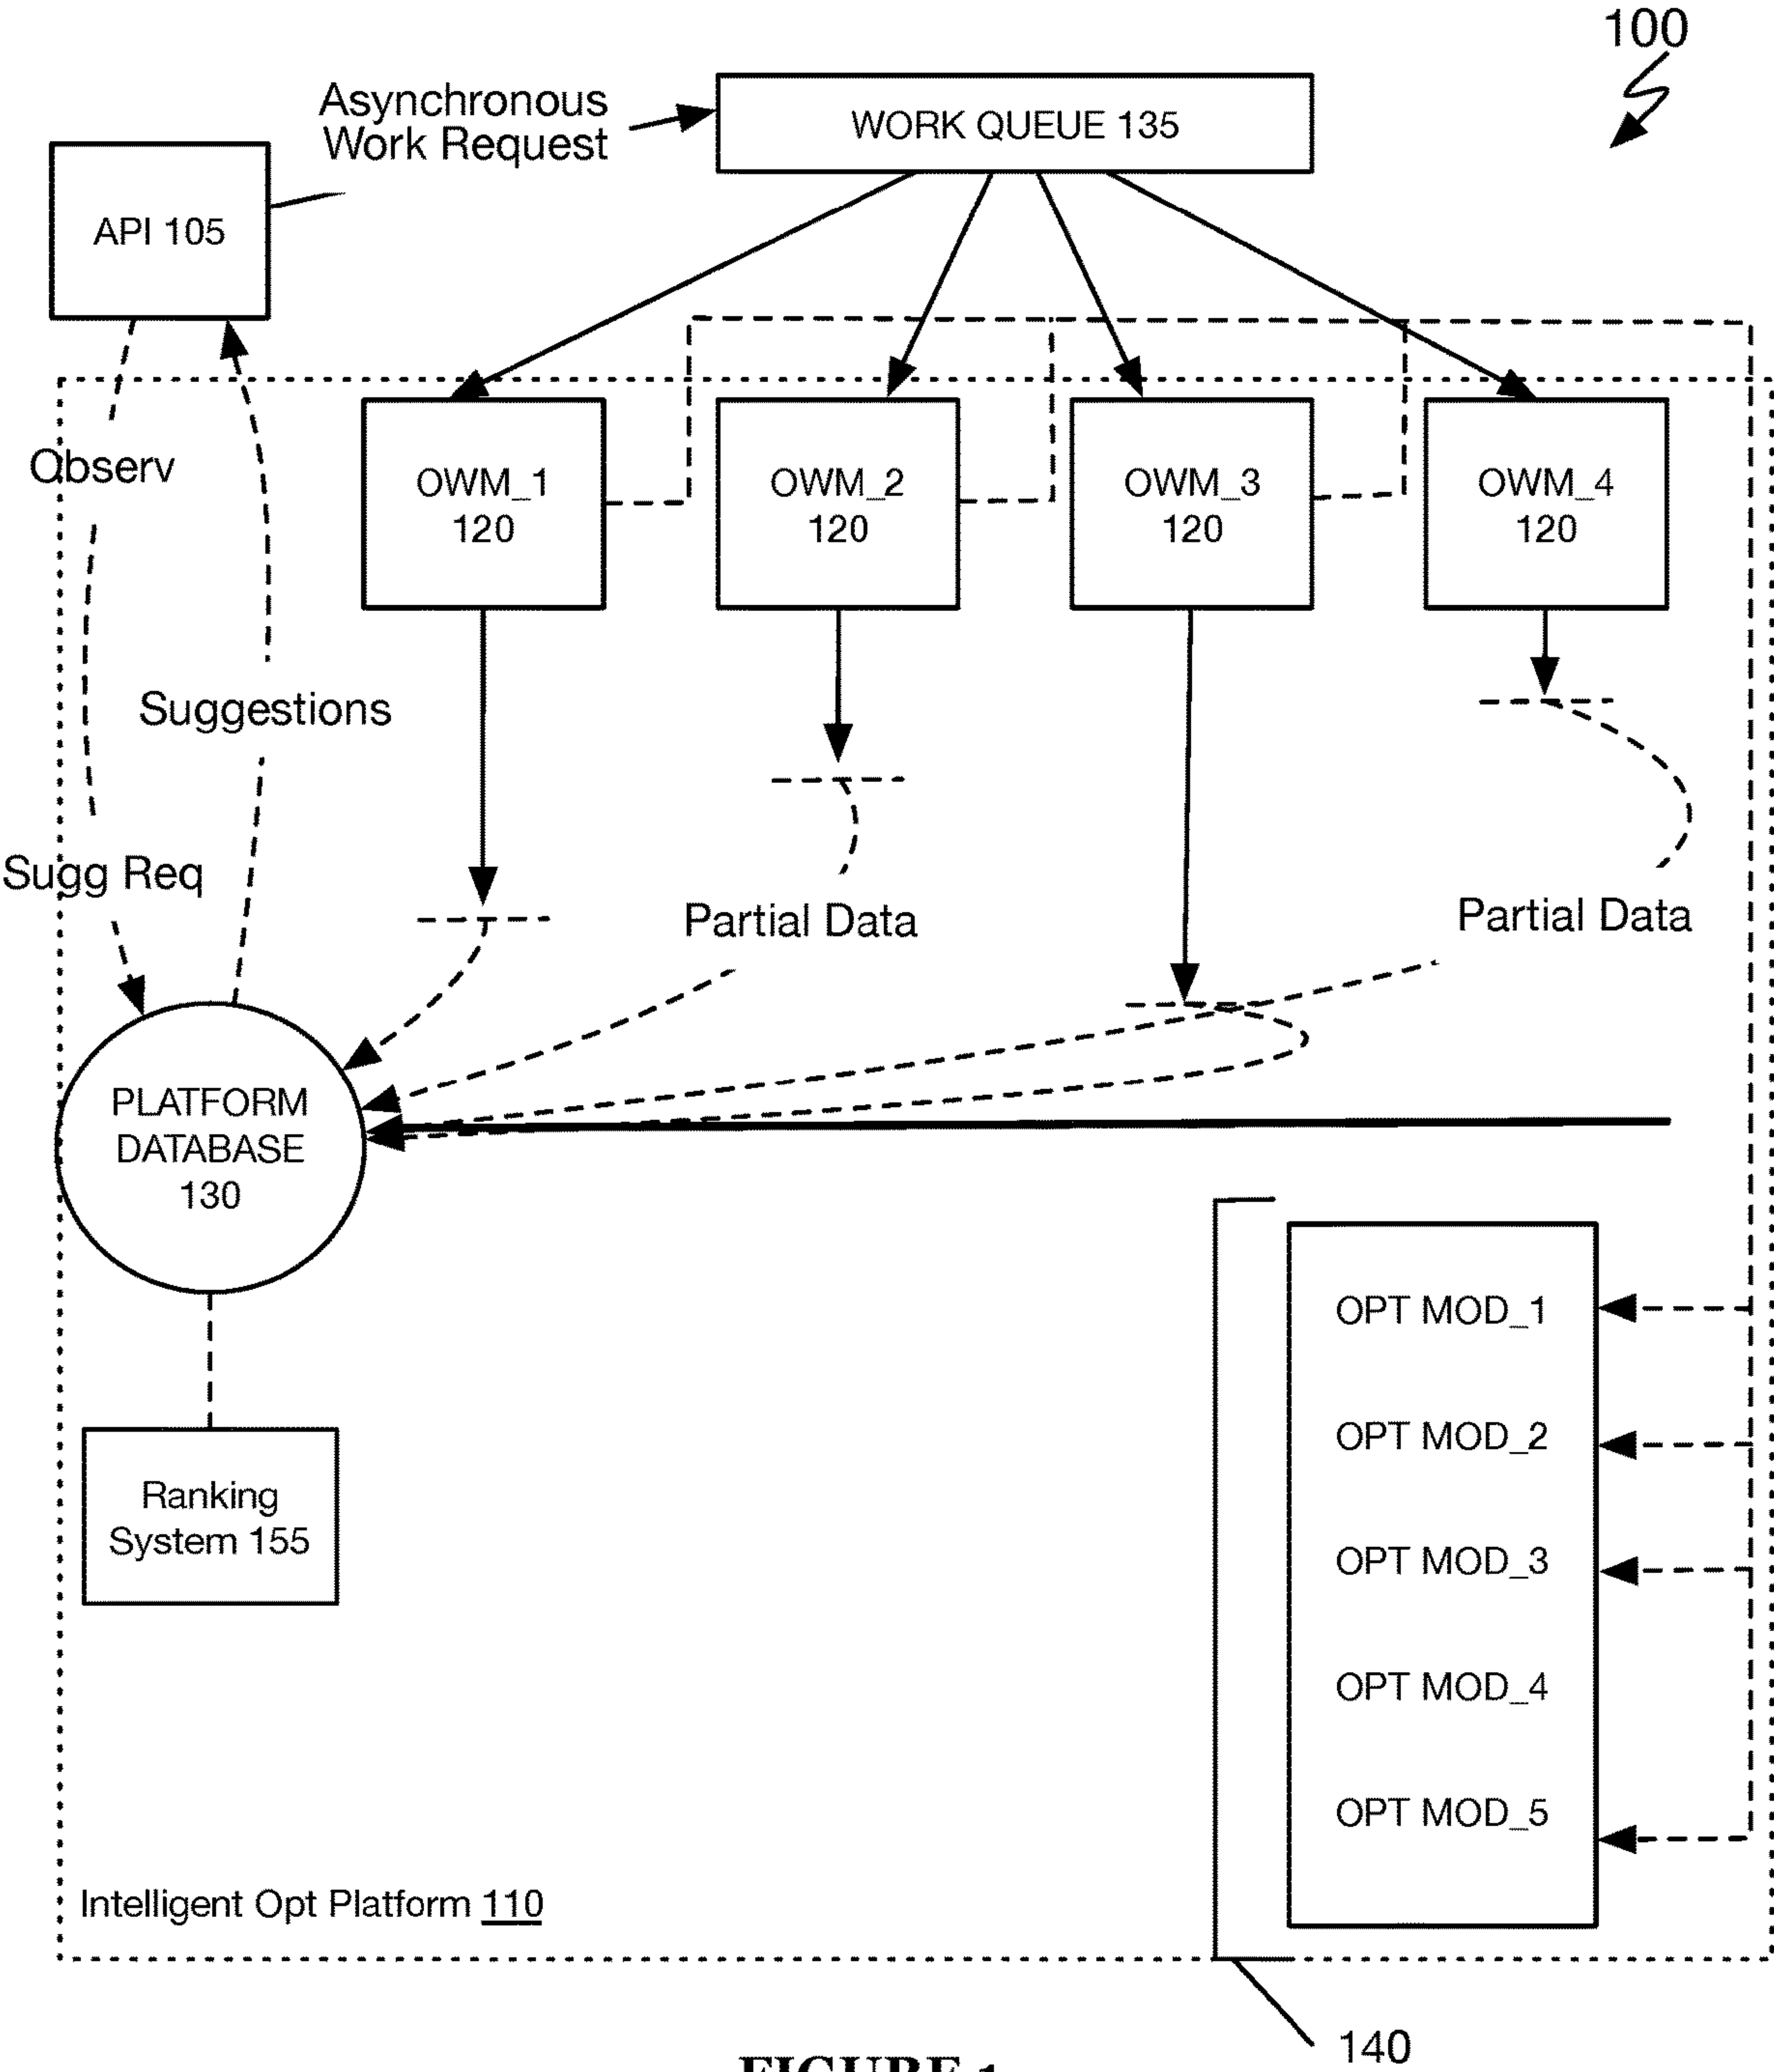 100
Asynchronous
Work Request
WORK QUEUE 135
API 105
Observ
OWM_1
120
OWM_2
120
OWM_3
120
OWM_4
120
Suggestions
Sugg Req
Partial Data
Partial Data
PLATFORM
DATABASE
130
OPT MOD_1
OPT MOD_2
OPT MOD_3
OPT MOD_4
OPT MOD_5
Ranking
System 155
Intelligent Opt Platform 110
140
FIGURE 1